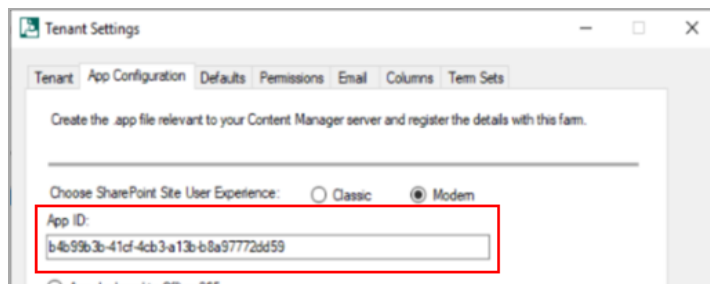 Tenant Settings
Tenant App Configuration Defaults Permissions Email Columns Term Sets
Create the .app file relevant to your Content Manager server and register the details with this farm.
Choose SharePoint Site User Experience: Classic Modern
App ID:
b4b99b3b-41cf-4cb3-a13b-b8a97772dd59